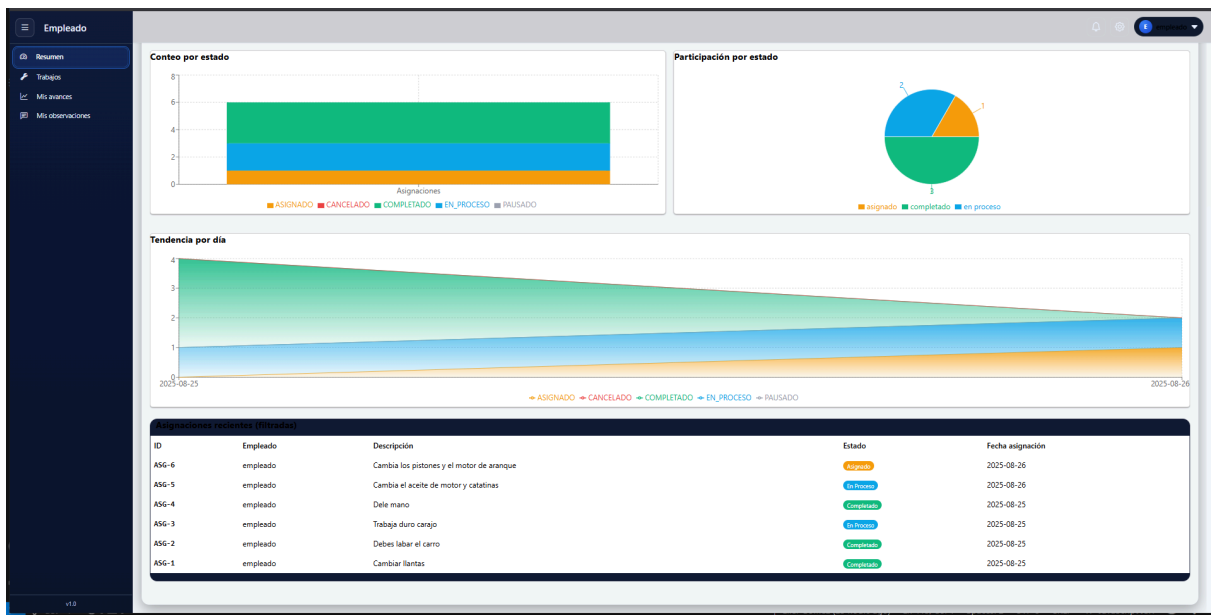 Empleado
E
Resumen
Trabajos
Mis avances
Mis observaciones
Conteo por estado
8
6
4
2
0
Asignaciones
ASIGNADO CANCELADO COMPLETADO EN_PROCESO PAUSADO
Participación por estado
2
1
3
asignado completado en proceso
Tendencia por día
4
3
2
1
0
2025-08-25 2025-08-26
ASIGNADO CANCELADO COMPLETADO EN_PROCESO PAUSADO
Asignaciones recientes (filtradas)
ID Empleado Descripción Estado Fecha asignación
ASG-6 empleado Cambia los pistones y el motor de aranque Asignado 2025-08-26
ASG-5 empleado Cambia el aceite de motor y catatinas En Proceso 2025-08-26
ASG-4 empleado Dele mano Completado 2025-08-25
ASG-3 empleado Trabaja duro carajo En Proceso 2025-08-25
ASG-2 empleado Debes labar el carro Completado 2025-08-25
ASG-1 empleado Cambiar llantas Completado 2025-08-25
v1.0